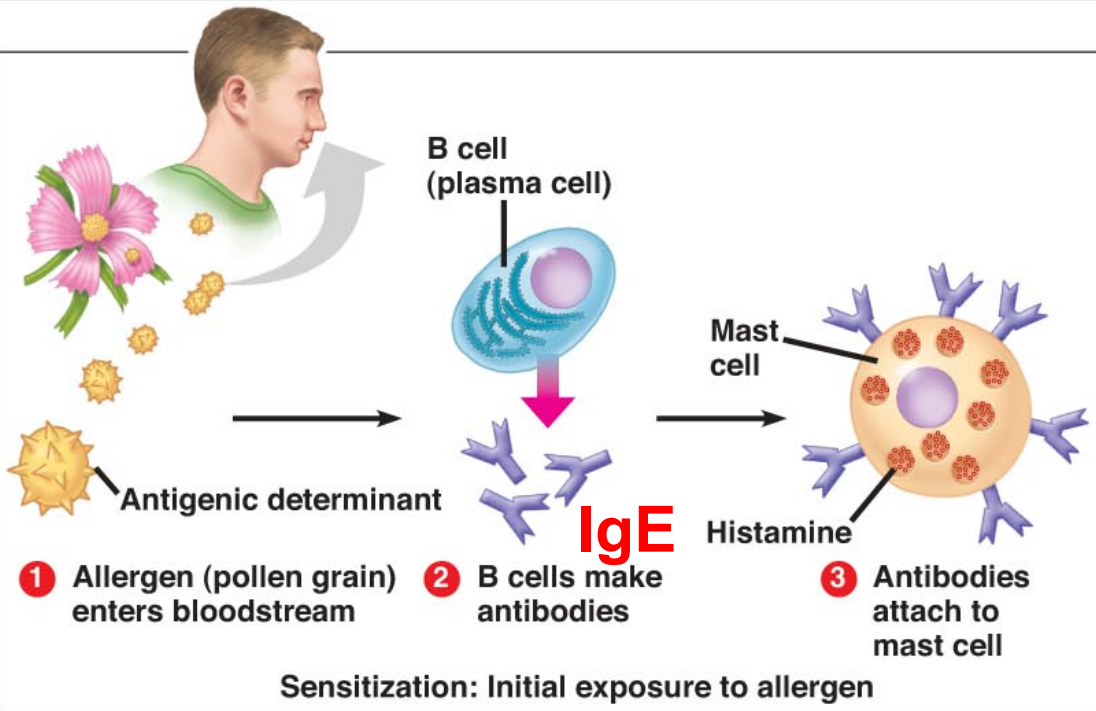 B cell
(plasma cell)
Mast
cell
Antigenic determinant
IgE
Histamine
1 Allergen (pollen grain)
enters bloodstream
2 B cells make
antibodies
3 Antibodies
attach to
mast cell
Sensitization: Initial exposure to allergen